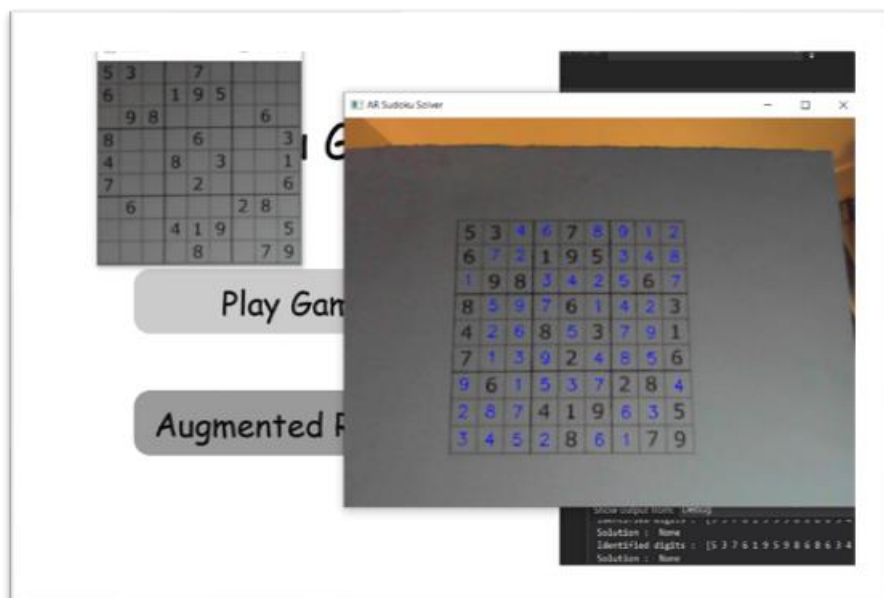 5 3 7
6 1 9 5
9 8 6
8 6 3
4 8 3 1
7 2 6
6 2 8
4 1 9 5
8 7 9
AR Sudoku Solver
5 3 4 6 7 8 9 1 2
6 7 2 1 9 5 3 4 8
1 9 8 3 4 2 5 6 7
8 5 9 7 6 1 4 2 3
4 2 6 8 5 3 7 9 1
7 1 3 9 2 4 8 5 6
9 6 1 5 3 7 2 8 4
2 8 7 4 1 9 6 3 5
3 4 5 2 8 6 1 7 9
G
Play Gam
Augmented R
Show output from: Debug
Solution : None
Identified digits : [5 3 7 6 1 9 5 9 8 6 8 6 3 4
Solution : None